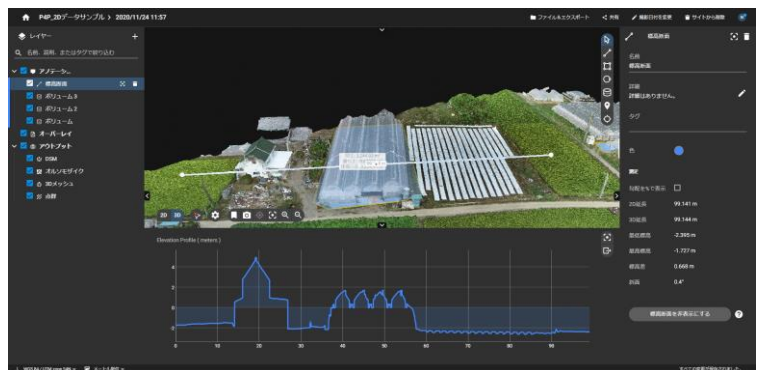 P4P_2Dデータサンプル > 2020/11/24 11:57
ファイル&エクスポート
共有
撮影日付を変更
サイトから削除
レイヤー
+
名前、説明、またはタグで絞り込む
アノテーシ...
標高断面
ボリューム 3
ボリューム 2
ボリューム
オーバーレイ
アウトプット
DSM
オルソモザイク
3Dメッシュ
点群
2D
3D
標高断面
名前
標高断面
詳細
詳細はありません。
タグ
色
測定
勾配を%で表示
2D延長
99.141 m
3D延長
99.144 m
最低標高
-2.395 m
最高標高
-1.727 m
標高差
0.668 m
斜面
0.4°
標高断面を非表示にする
?
Elevation Profile ( meters )
4
2
0
0
10
20
30
40
50
60
70
80
90